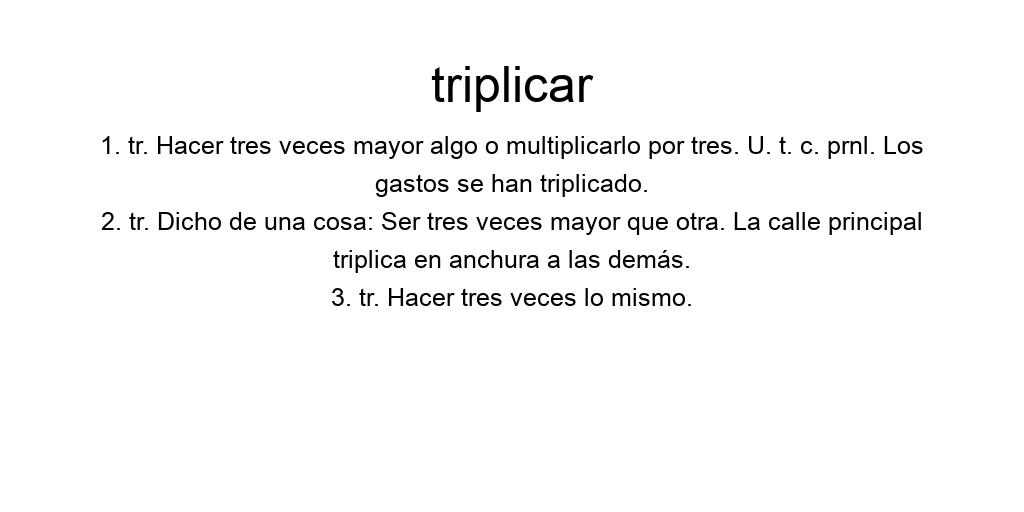 triplicar
1. tr. Hacer tres veces mayor algo o multiplicarlo por tres. U. t. c. prnl. Los
gastos se han triplicado.
2. tr. Dicho de una cosa: Ser tres veces mayor que otra. La calle principal
triplica en anchura a las demás.
3. tr. Hacer tres veces lo mismo.